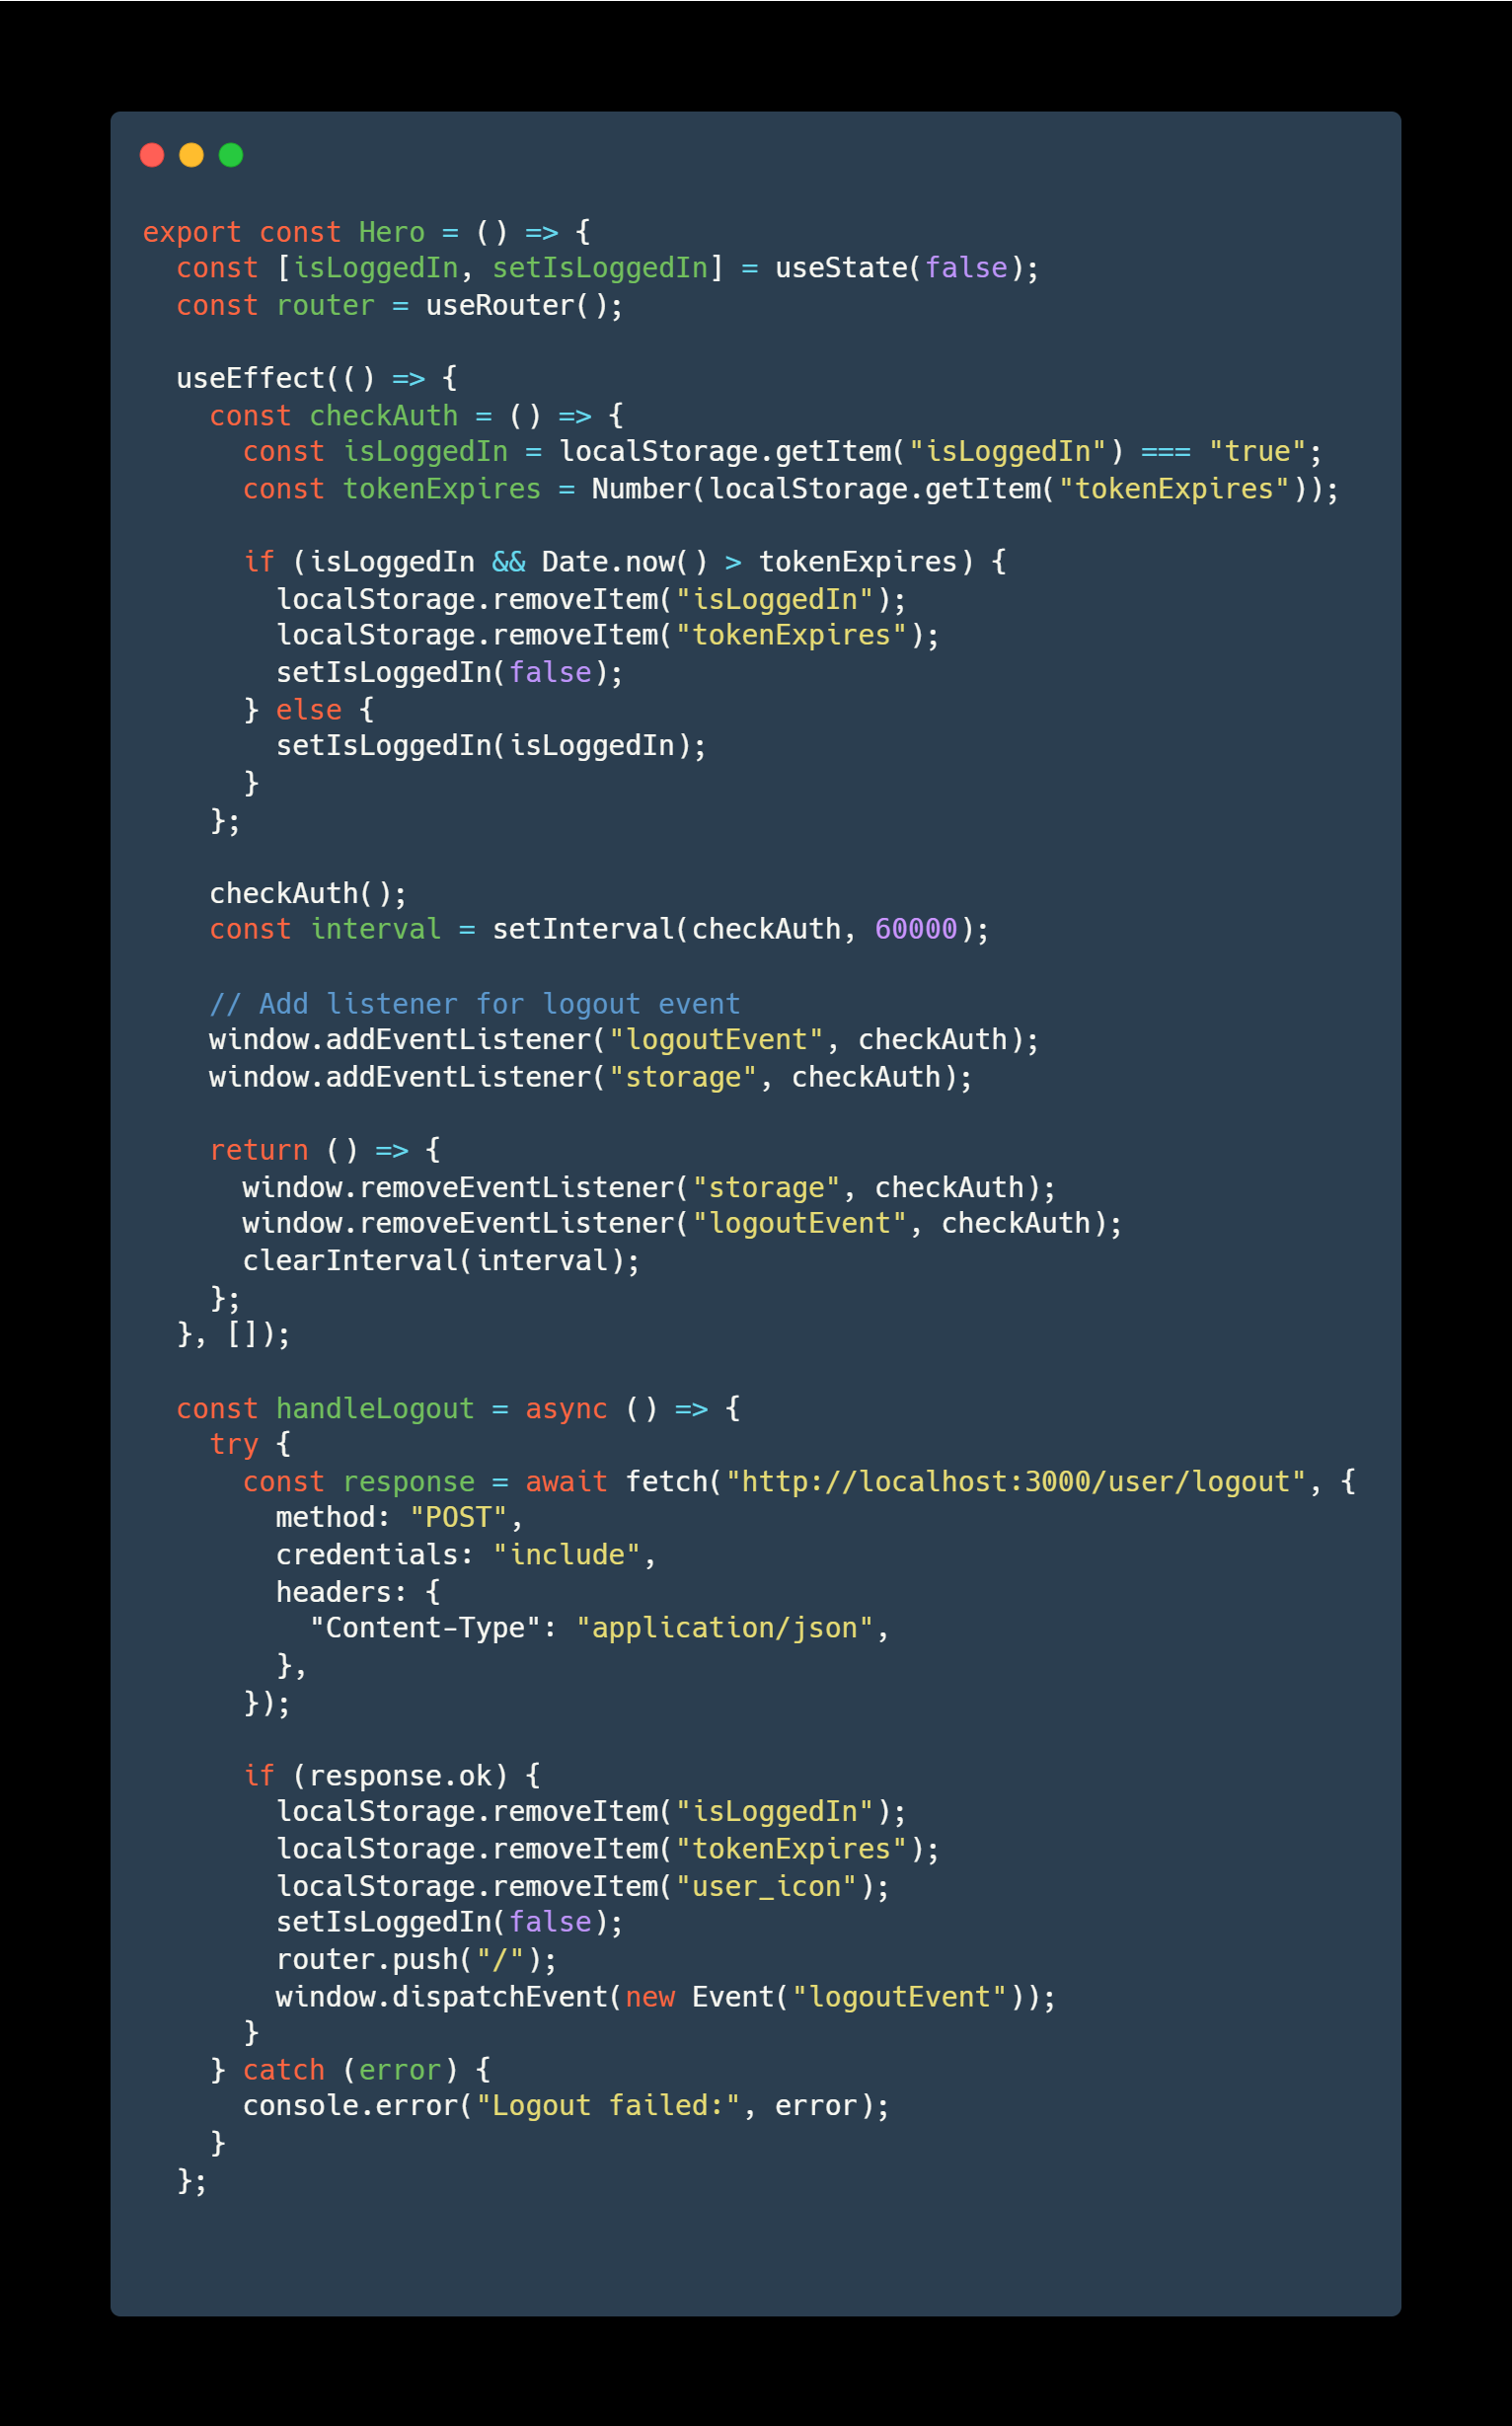 export const Hero = () => {
  const [isLoggedIn, setIsLoggedIn] = useState(false);
  const router = useRouter();

  useEffect(() => {
    const checkAuth = () => {
      const isLoggedIn = localStorage.getItem("isLoggedIn") === "true";
      const tokenExpires = Number(localStorage.getItem("tokenExpires"));

      if (isLoggedIn && Date.now() > tokenExpires) {
        localStorage.removeItem("isLoggedIn");
        localStorage.removeItem("tokenExpires");
        setIsLoggedIn(false);
      } else {
        setIsLoggedIn(isLoggedIn);
      }
    };

    checkAuth();
    const interval = setInterval(checkAuth, 60000);

    // Add listener for logout event
    window.addEventListener("logoutEvent", checkAuth);
    window.addEventListener("storage", checkAuth);

    return () => {
      window.removeEventListener("storage", checkAuth);
      window.removeEventListener("logoutEvent", checkAuth);
      clearInterval(interval);
    };
  }, []);

  const handleLogout = async () => {
    try {
      const response = await fetch("http://localhost:3000/user/logout", {
        method: "POST",
        credentials: "include",
        headers: {
          "Content-Type": "application/json",
        },
      });

      if (response.ok) {
        localStorage.removeItem("isLoggedIn");
        localStorage.removeItem("tokenExpires");
        localStorage.removeItem("user_icon");
        setIsLoggedIn(false);
        router.push("/");
        window.dispatchEvent(new Event("logoutEvent"));
      }
    } catch (error) {
      console.error("Logout failed:", error);
    }
  };